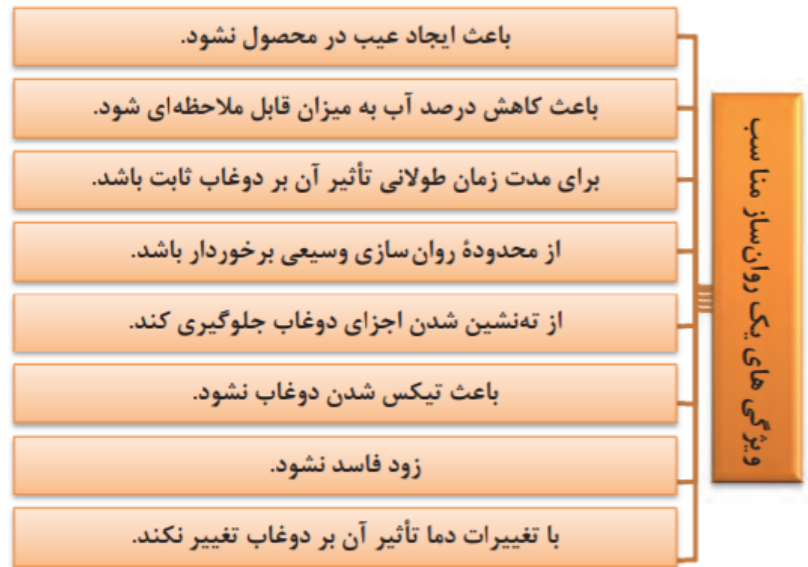 ویژگی های یک روان‌ساز مناسب
باعث ایجاد عیب در محصول نشود.
باعث کاهش درصد آب به میزان قابل ملاحظه‌ای شود.
برای مدت زمان طولانی تأثیر آن بر دوغاب ثابت باشد.
از محدودهٔ روان‌سازی وسیعی برخوردار باشد.
از ته‌نشین شدن اجزای دوغاب جلوگیری کند.
باعث تیکس شدن دوغاب نشود.
زود فاسد نشود.
با تغییرات دما تأثیر آن بر دوغاب تغییر نکند.